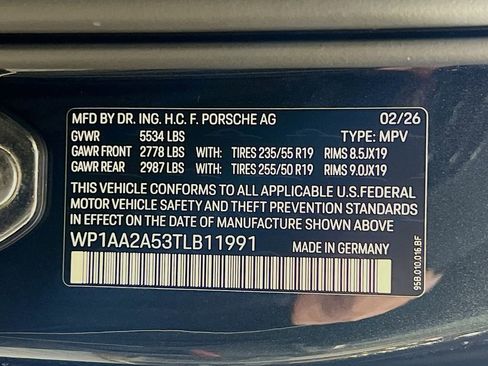 MFD BY DR. ING. H.C. F. PORSCHE AG 02/26
GVWR 5534 LBS TYPE: MPV
GAWR FRONT 2778 LBS WITH: TIRES 235/55 R19 RIMS 8.5JX19
GAWR REAR 2987 LBS WITH: TIRES 255/50 R19 RIMS 9.0JX19
THIS VEHICLE CONFORMS TO ALL APPLICABLE U.S.FEDERAL
MOTOR VEHICLE SAFETY AND THEFT PREVENTION STANDARDS
IN EFFECT ON THE DATE OF MANUFACTURE SHOWN ABOVE
WP1AA2A53TLB11991 MADE IN GERMANY
95B.010.016.BF